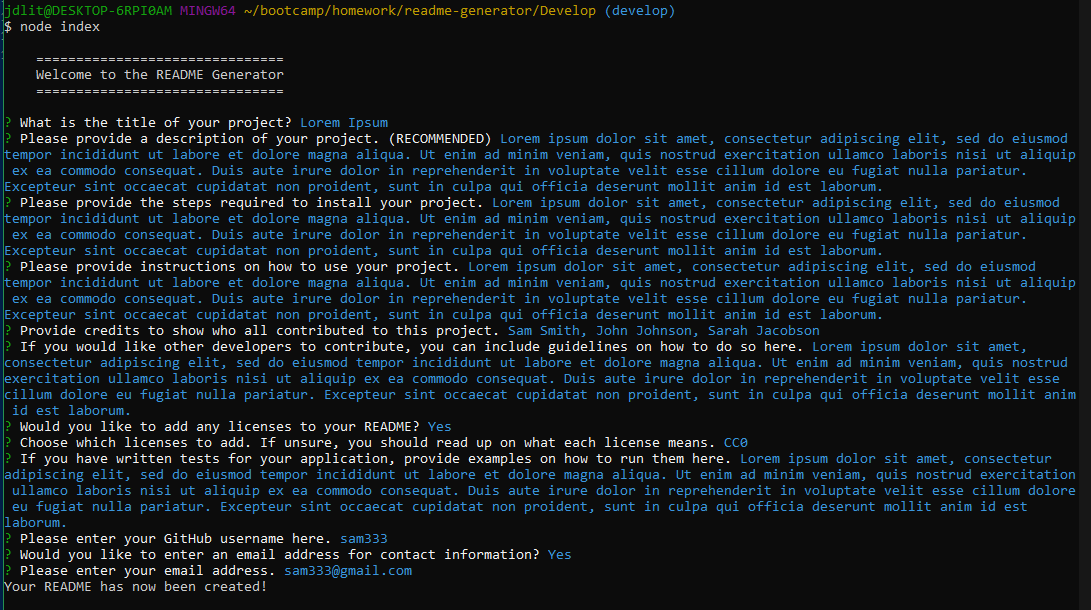 jdlit@DESKTOP-6RPI0AM MINGW64 ~/bootcamp/homework/readme-generator/Develop (develop)
$ node index
===============================
Welcome to the README Generator
===============================
? What is the title of your project? Lorem Ipsum
? Please provide a description of your project. (RECOMMENDED) Lorem ipsum dolor sit amet, consectetur adipiscing elit, sed do eiusmod
tempor incididunt ut labore et dolore magna aliqua. Ut enim ad minim veniam, quis nostrud exercitation ullamco laboris nisi ut aliquip
ex ea commodo consequat. Duis aute irure dolor in reprehenderit in voluptate velit esse cillum dolore eu fugiat nulla pariatur.
Excepteur sint occaecat cupidatat non proident, sunt in culpa qui officia deserunt mollit anim id est laborum.
? Please provide the steps required to install your project. Lorem ipsum dolor sit amet, consectetur adipiscing elit, sed do eiusmod
tempor incididunt ut labore et dolore magna aliqua. Ut enim ad minim veniam, quis nostrud exercitation ullamco laboris nisi ut aliquip
ex ea commodo consequat. Duis aute irure dolor in reprehenderit in voluptate velit esse cillum dolore eu fugiat nulla pariatur.
Excepteur sint occaecat cupidatat non proident, sunt in culpa qui officia deserunt mollit anim id est laborum.
? Please provide instructions on how to use your project. Lorem ipsum dolor sit amet, consectetur adipiscing elit, sed do eiusmod
tempor incididunt ut labore et dolore magna aliqua. Ut enim ad minim veniam, quis nostrud exercitation ullamco laboris nisi ut aliquip
ex ea commodo consequat. Duis aute irure dolor in reprehenderit in voluptate velit esse cillum dolore eu fugiat nulla pariatur.
Excepteur sint occaecat cupidatat non proident, sunt in culpa qui officia deserunt mollit anim id est laborum.
? Provide credits to show who all contributed to this project. Sam Smith, John Johnson, Sarah Jacobson
? If you would like other developers to contribute, you can include guidelines on how to do so here. Lorem ipsum dolor sit amet,
consectetur adipiscing elit, sed do eiusmod tempor incididunt ut labore et dolore magna aliqua. Ut enim ad minim veniam, quis nostrud
exercitation ullamco laboris nisi ut aliquip ex ea commodo consequat. Duis aute irure dolor in reprehenderit in voluptate velit esse
cillum dolore eu fugiat nulla pariatur. Excepteur sint occaecat cupidatat non proident, sunt in culpa qui officia deserunt mollit anim
id est laborum.
? Would you like to add any licenses to your README? Yes
? Choose which licenses to add. If unsure, you should read up on what each license means. CC0
? If you have written tests for your application, provide examples on how to run them here. Lorem ipsum dolor sit amet, consectetur
adipiscing elit, sed do eiusmod tempor incididunt ut labore et dolore magna aliqua. Ut enim ad minim veniam, quis nostrud exercitation
ullamco laboris nisi ut aliquip ex ea commodo consequat. Duis aute irure dolor in reprehenderit in voluptate velit esse cillum dolore
eu fugiat nulla pariatur. Excepteur sint occaecat cupidatat non proident, sunt in culpa qui officia deserunt mollit anim id est
laborum.
? Please enter your GitHub username here. sam333
? Would you like to enter an email address for contact information? Yes
? Please enter your email address. sam333@gmail.com
Your README has now been created!